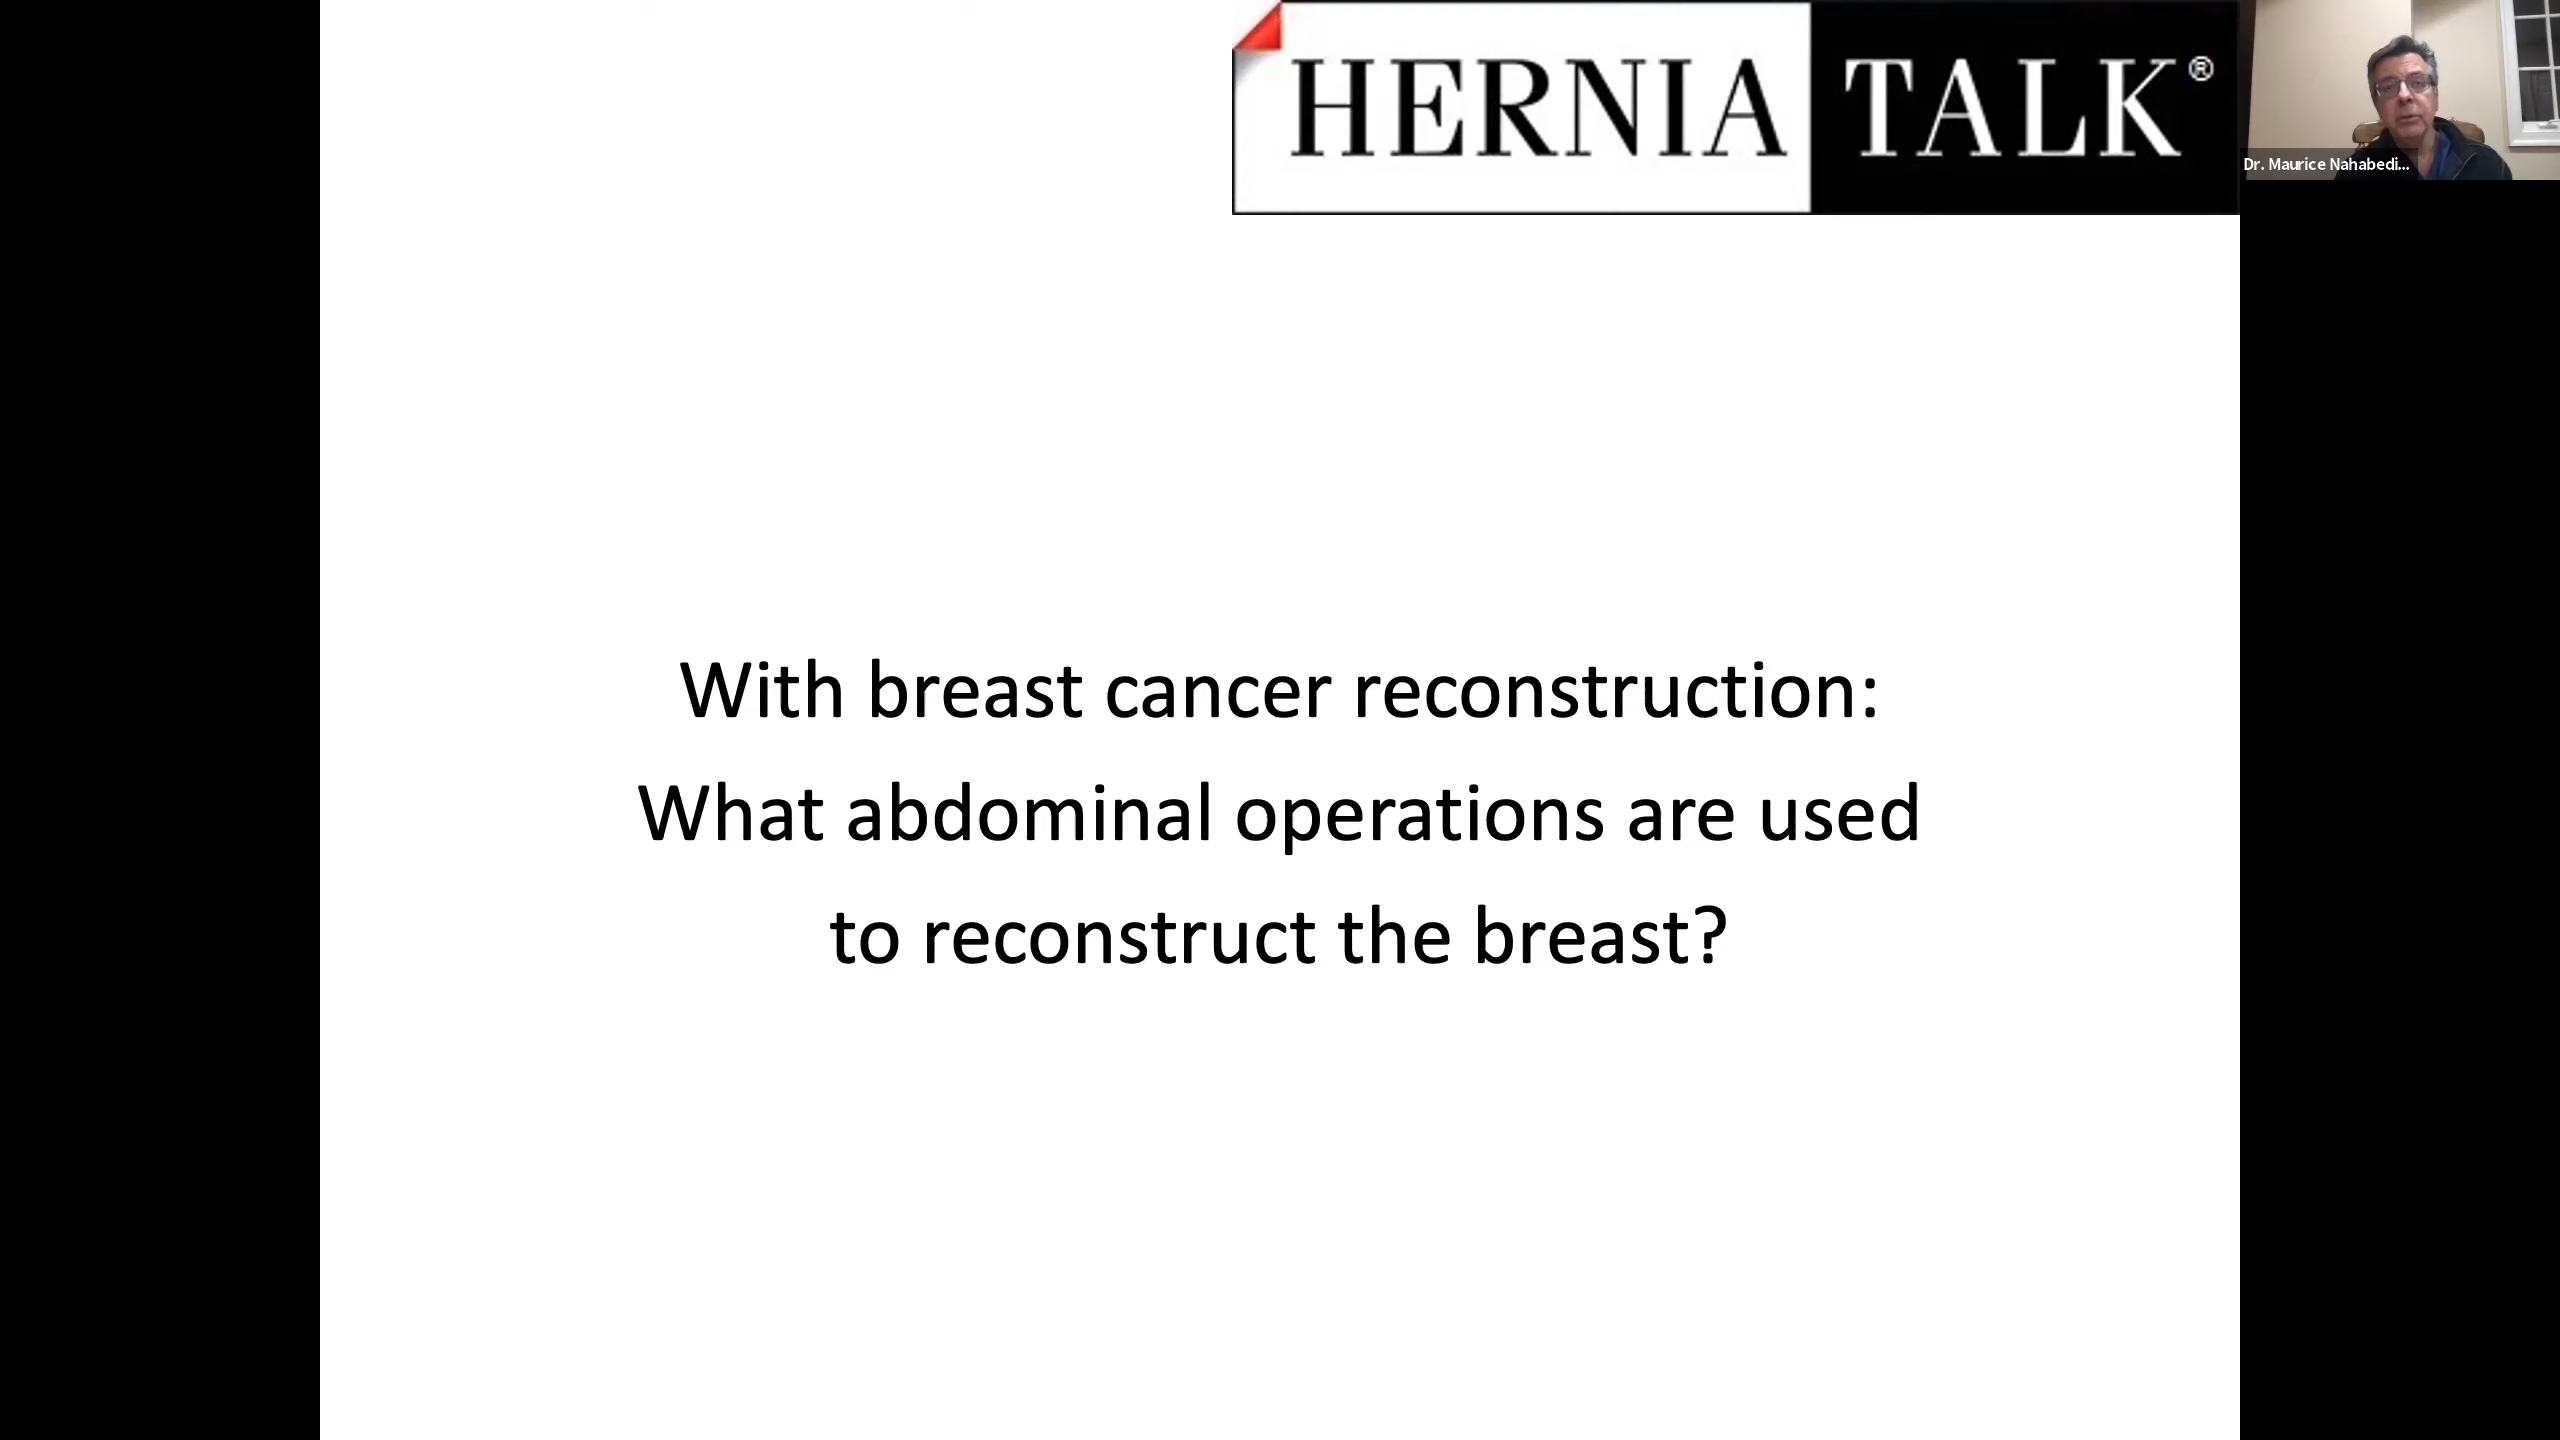 HERNIA TALK®
Dr. Maurice Nahabedi...
With breast cancer reconstruction:
What abdominal operations are used
to reconstruct the breast?